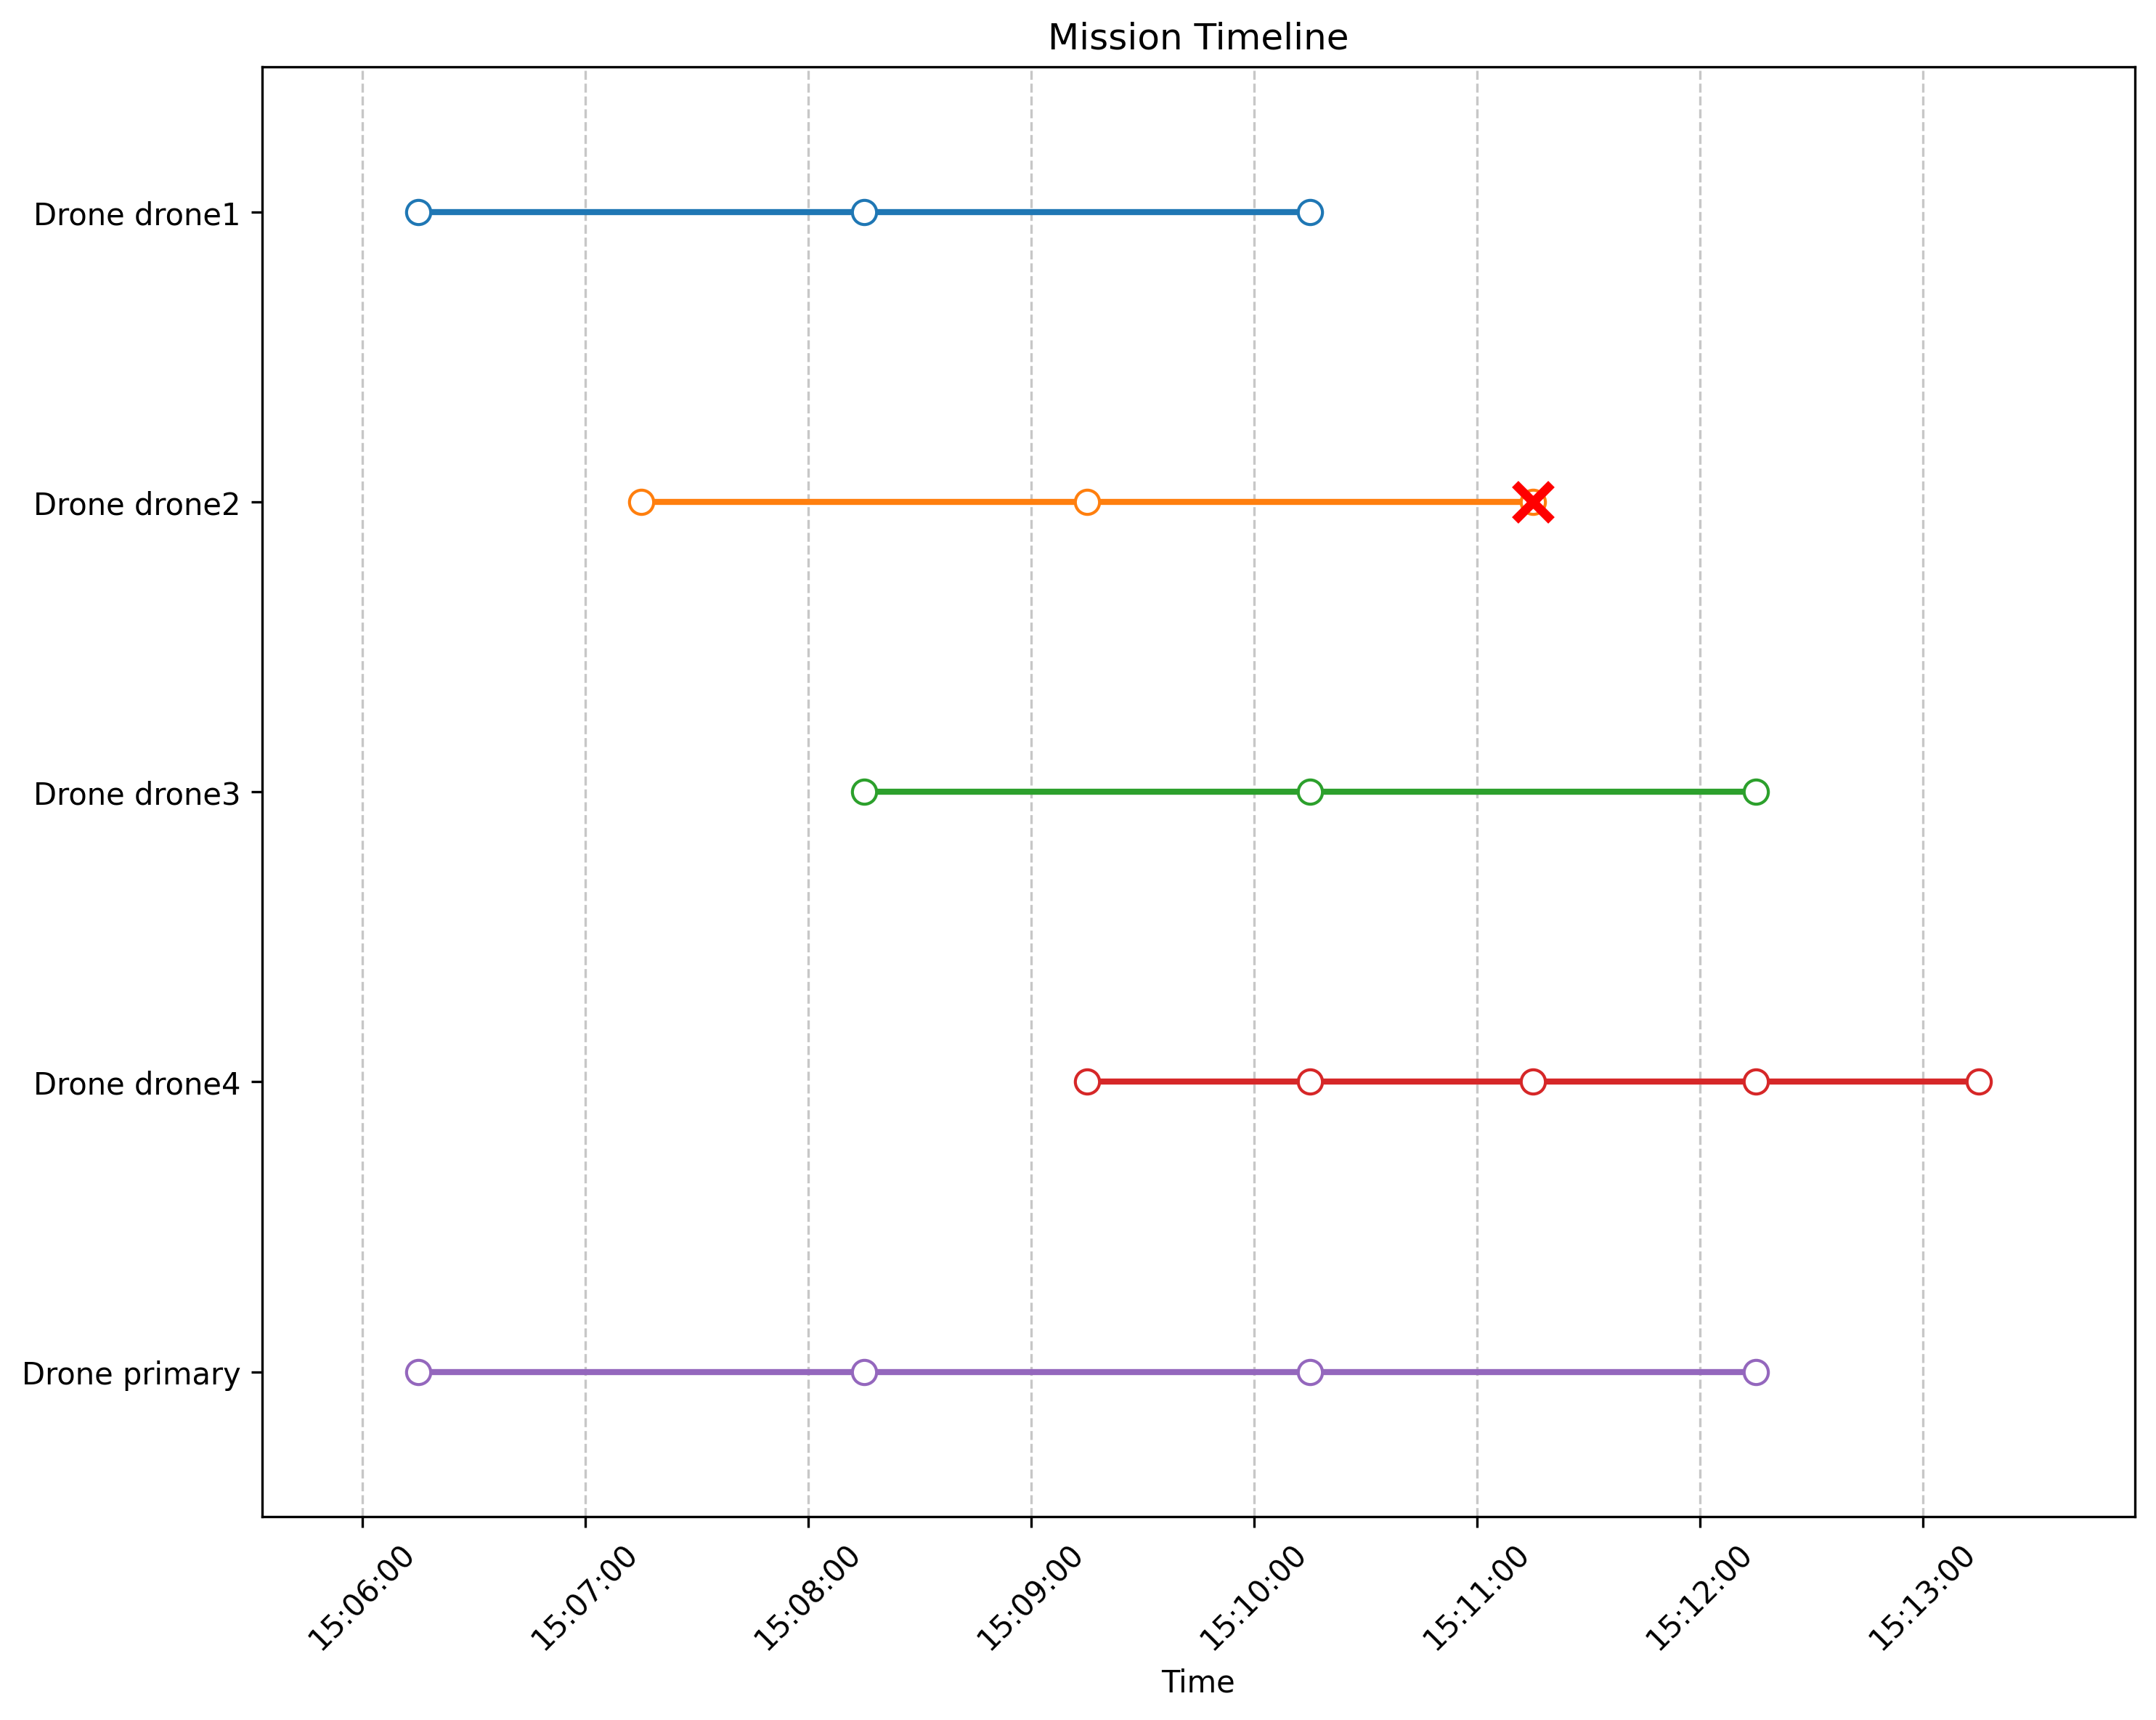 Mission Timeline
Drone drone1
Drone drone2
Drone drone3
Drone drone4
Drone primary
15:06:00
15:07:00
15:08:00
15:09:00
15:10:00
15:11:00
15:12:00
15:13:00
Time